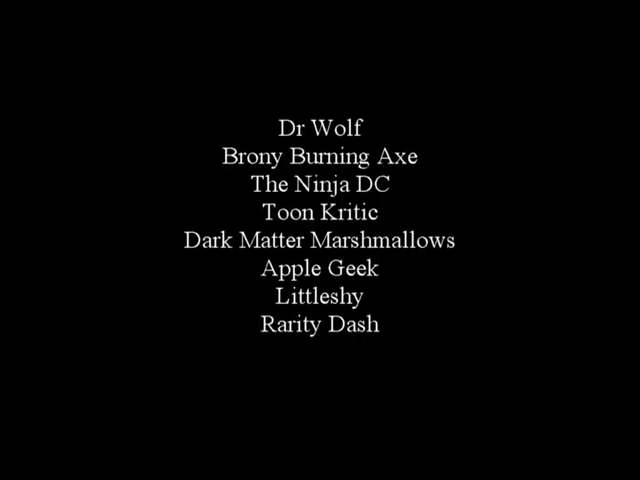 Dr Wolf
Brony Burning Axe
The Ninja DC
Toon Kritic
Dark Matter Marshmallows
Apple Geek
Littleshy
Rarity Dash